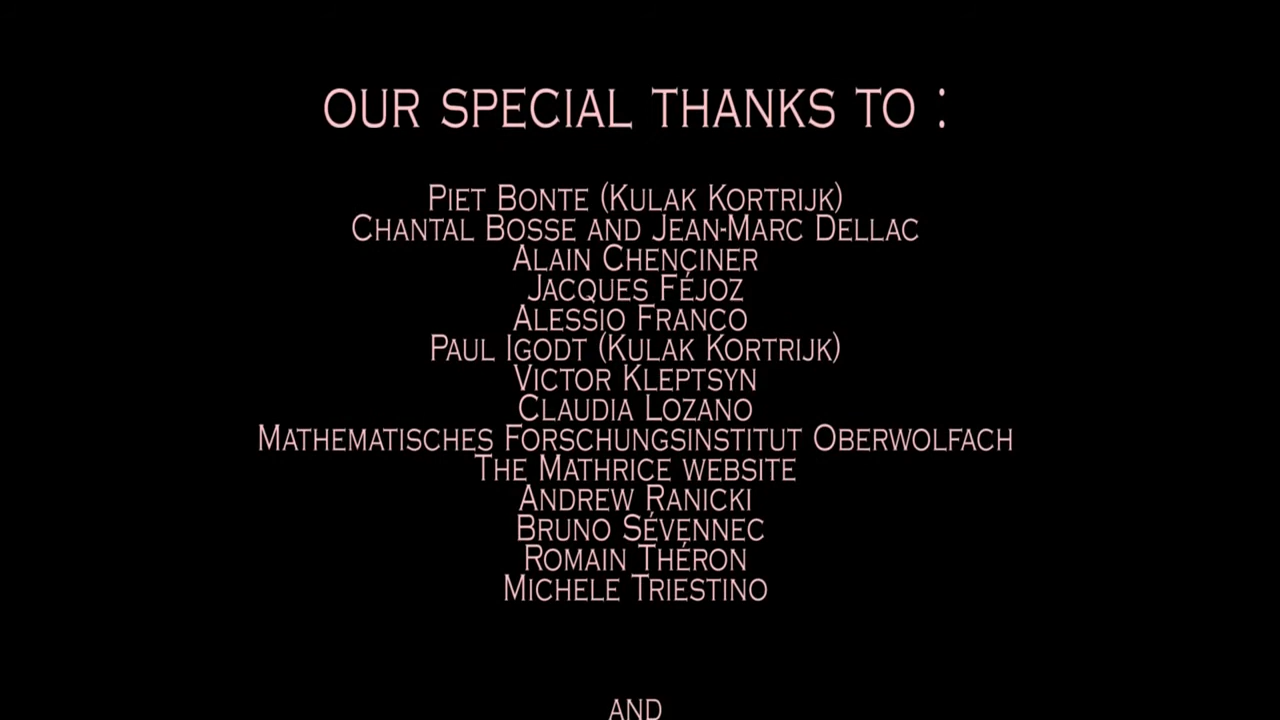 OUR SPECIAL THANKS TO :
PIET BONTE (KULAK KORTRIJK)
CHANTAL BOSSE AND JEAN-MARC DELLAC
ALAIN CHENCINER
JACQUES FÉJOZ
ALESSIO FRANCO
PAUL IGODT (KULAK KORTRIJK)
VICTOR KLEPTSYN
CLAUDIA LOZANO
MATHEMATISCHES FORSCHUNGSINSTITUT OBERWOLFACH
THE MATHRICE WEBSITE
ANDREW RANICKI
BRUNO SÉVENNEC
ROMAIN THÉRON
MICHELE TRIESTINO
AND